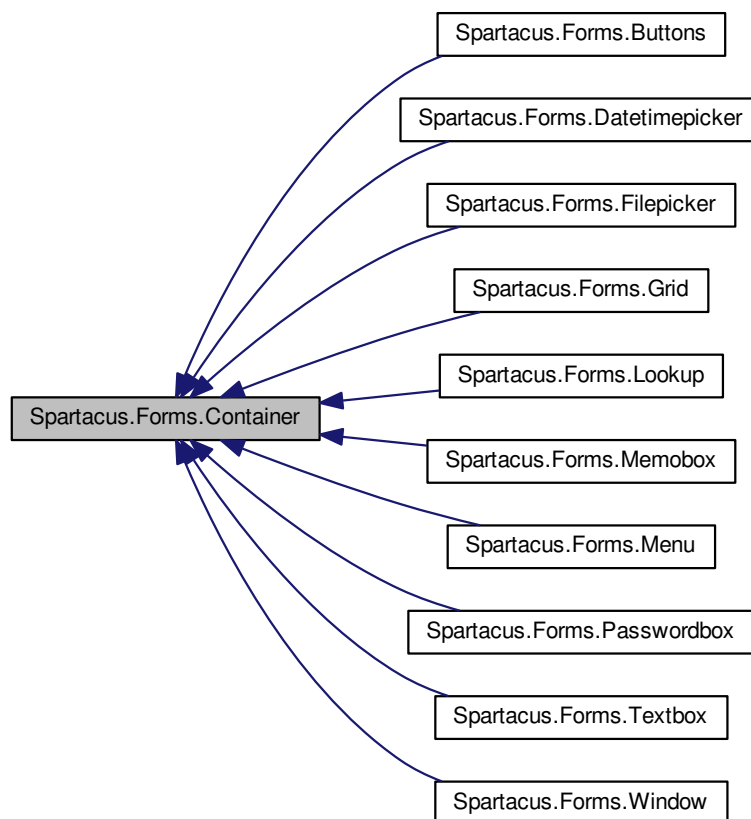 Spartacus.Forms.Buttons
Spartacus.Forms.Datetimepicker
Spartacus.Forms.Filepicker
Spartacus.Forms.Grid
Spartacus.Forms.Lookup
Spartacus.Forms.Container
Spartacus.Forms.Memobox
Spartacus.Forms.Menu
Spartacus.Forms.Passwordbox
Spartacus.Forms.Textbox
Spartacus.Forms.Window